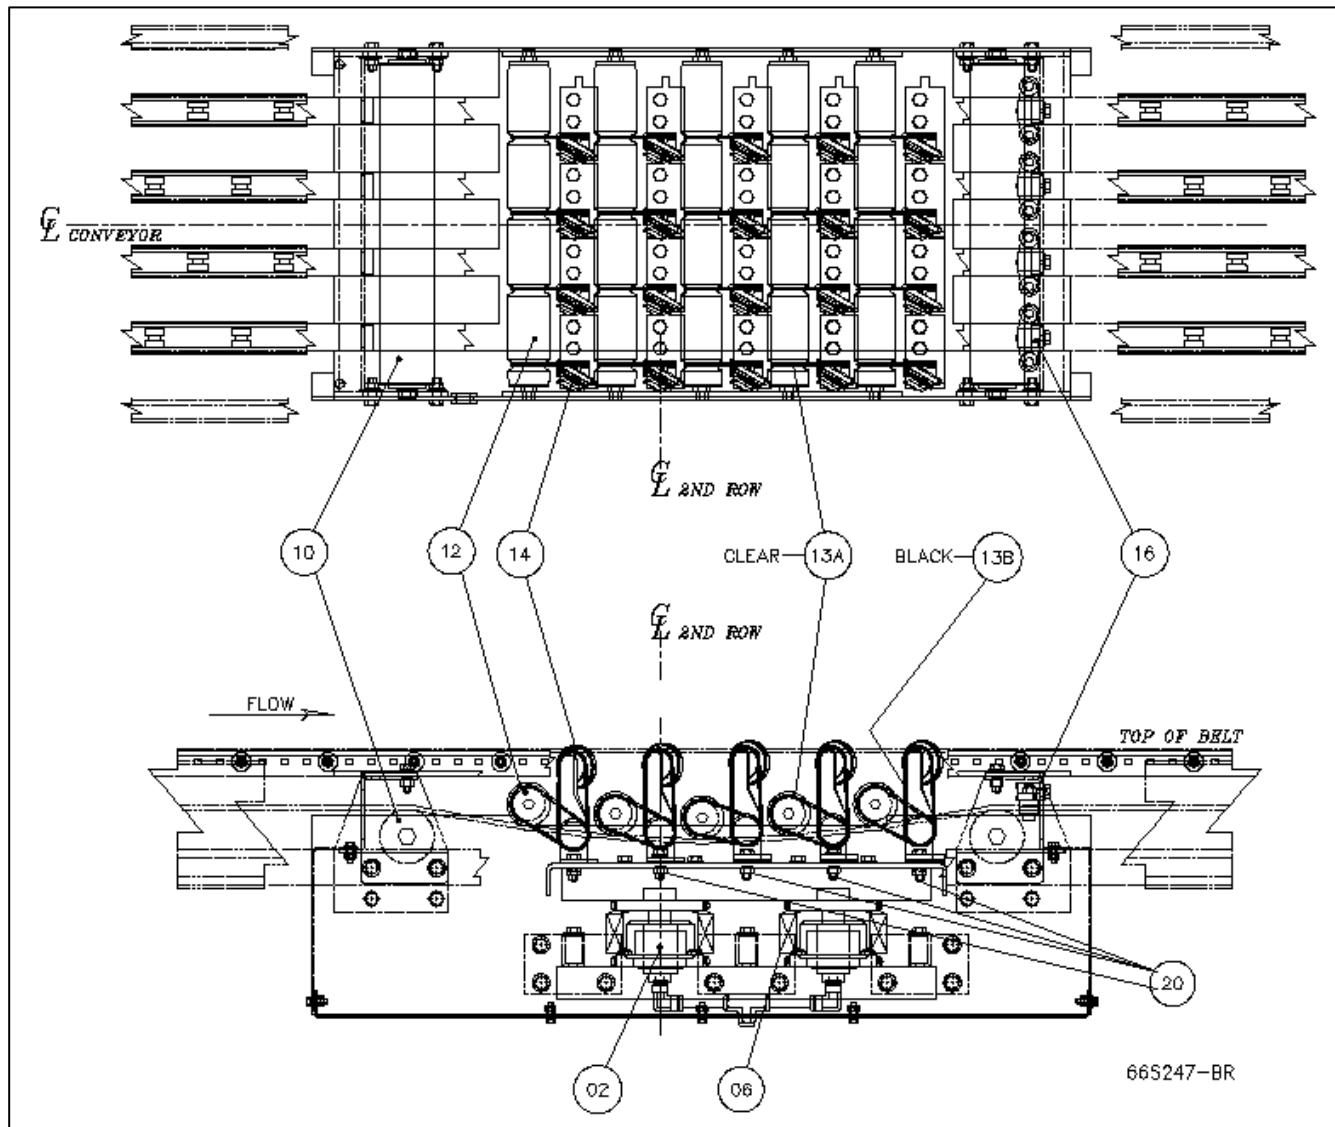 CL CONVEYOR
CL 2ND ROW
10
12
14
CLEAR 13A
BLACK 13B
16
CL 2ND ROW
FLOW
TOP OF BELT
20
02
06
66S247-BR